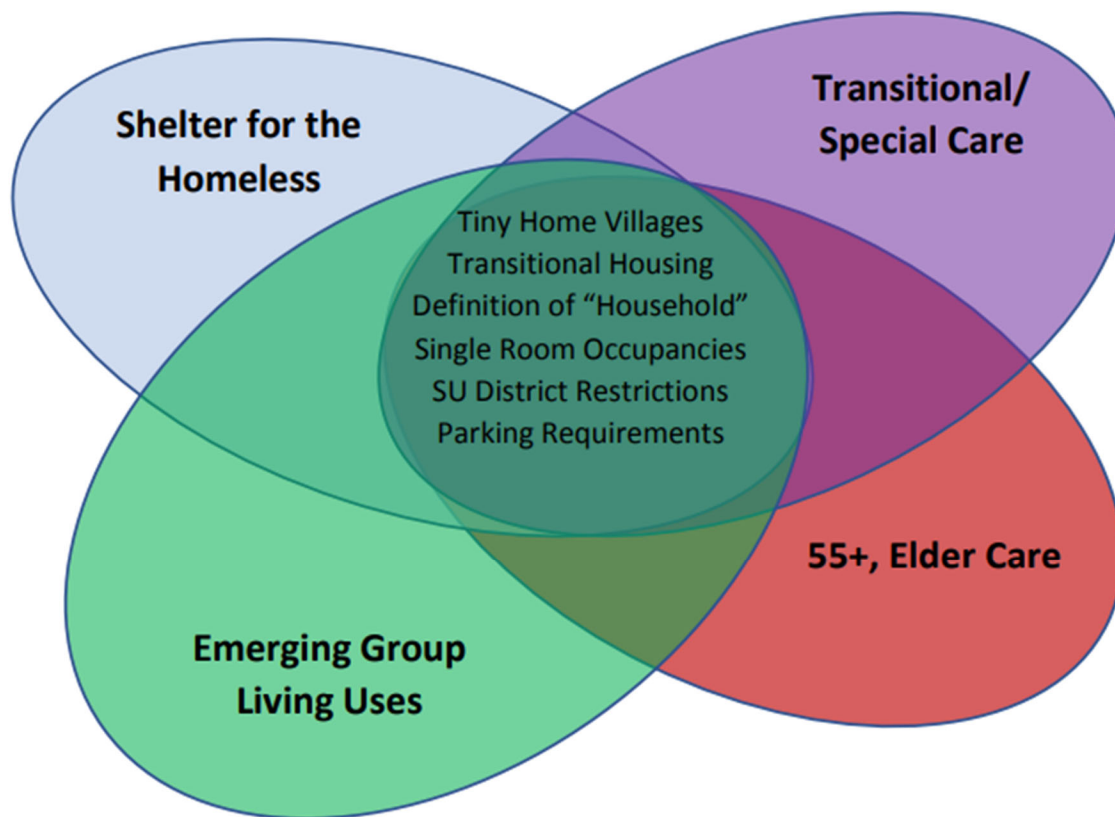 Shelter for the
Homeless
Transitional/
Special Care
Tiny Home Villages
Transitional Housing
Definition of “Household”
Single Room Occupancies
SU District Restrictions
Parking Requirements
55+, Elder Care
Emerging Group
Living Uses